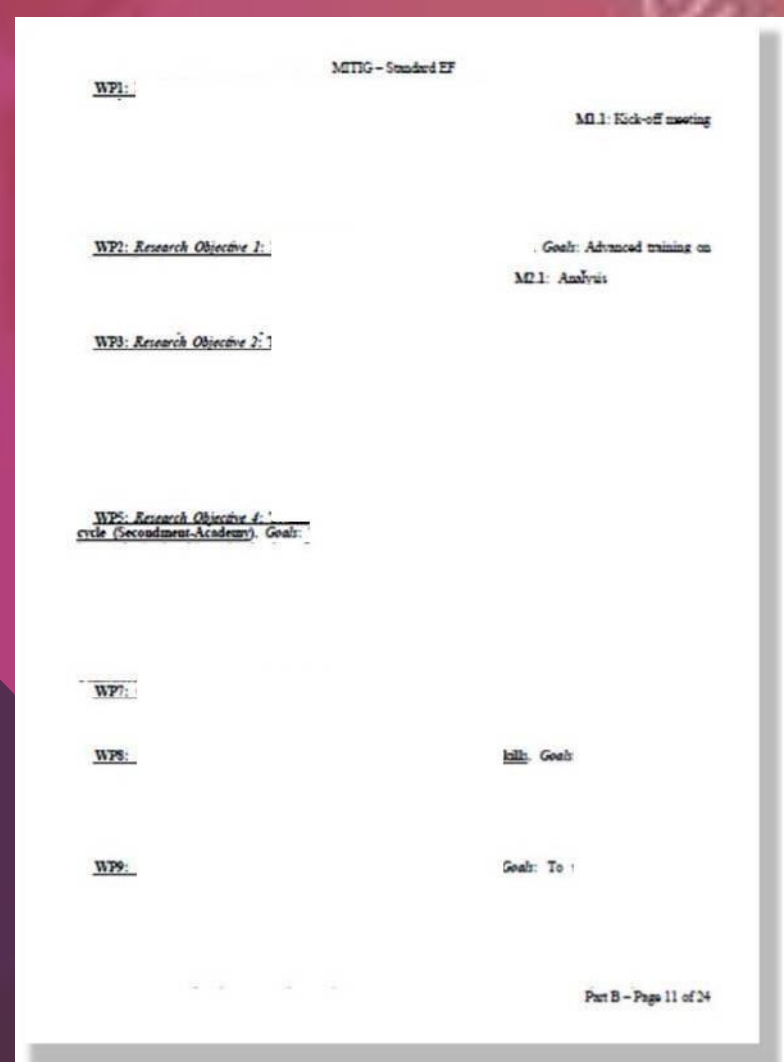 MITIG – Standard EF
WP1:
M1.1: Kick-off meeting
WP2: Research Objective 1: . Goals: Advanced training on
M2.1: Analysis
WP3: Research Objective 2:
WP5: Research Objective 4:
cycle (Secondment-Academy). Goals:
WP7:
WP8: kills. Goals
WP9: Goals: To
Part B – Page 11 of 24